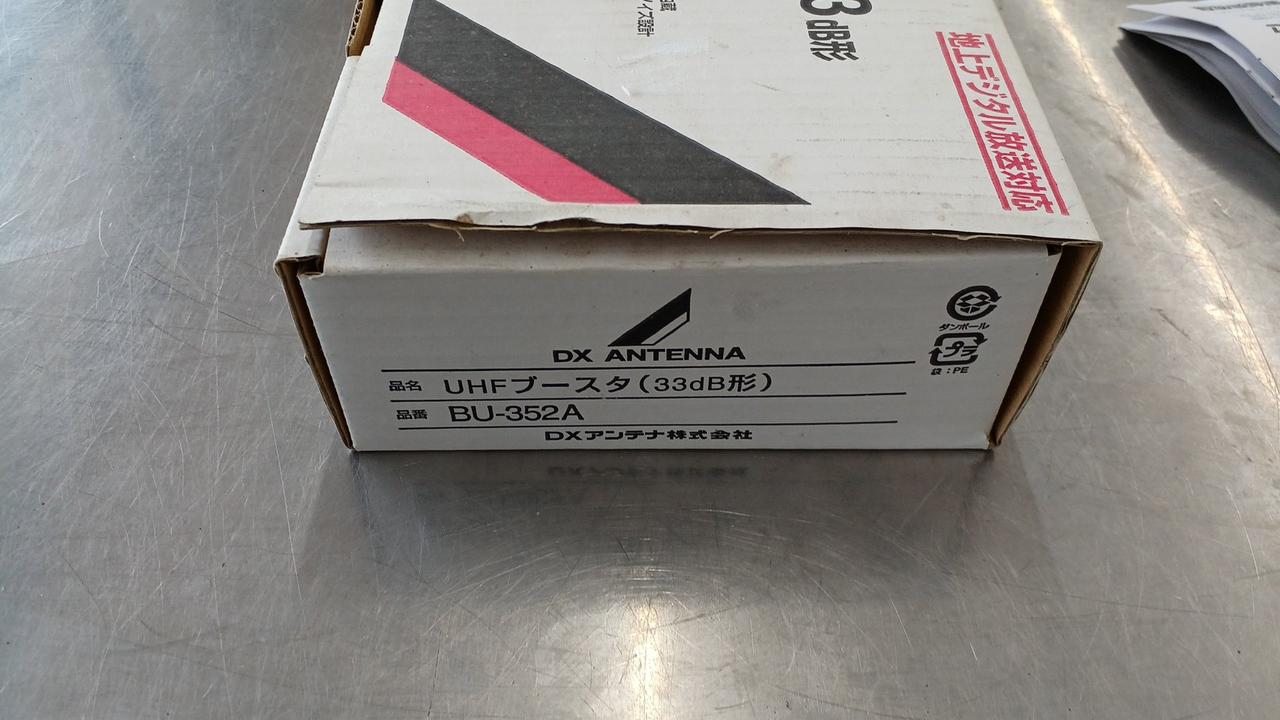 3dB形
地上デジタル放送対応
DX ANTENNA
品名 UHFブースタ(33dB形)
品番 BU-352A
DXアンテナ株式会社
ダンボール
袋:PE